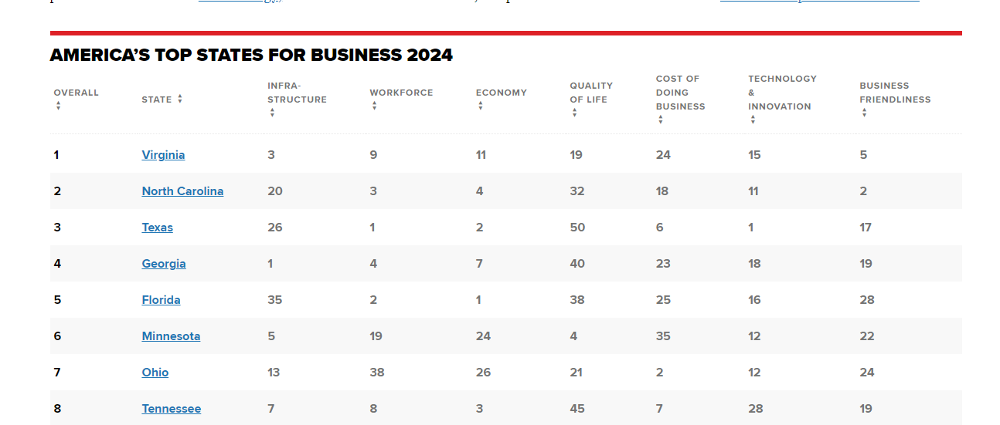 AMERICA’S TOP STATES FOR BUSINESS 2024
OVERALL STATE INFRA-STRUCTURE WORKFORCE ECONOMY QUALITY OF LIFE COST OF DOING BUSINESS TECHNOLOGY & INNOVATION BUSINESS FRIENDLINESS
1 Virginia 3 9 11 19 24 15 5
2 North Carolina 20 3 4 32 18 11 2
3 Texas 26 1 2 50 6 1 17
4 Georgia 1 4 7 40 23 18 19
5 Florida 35 2 1 38 25 16 28
6 Minnesota 5 19 24 4 35 12 22
7 Ohio 13 38 26 21 2 12 24
8 Tennessee 7 8 3 45 7 28 19